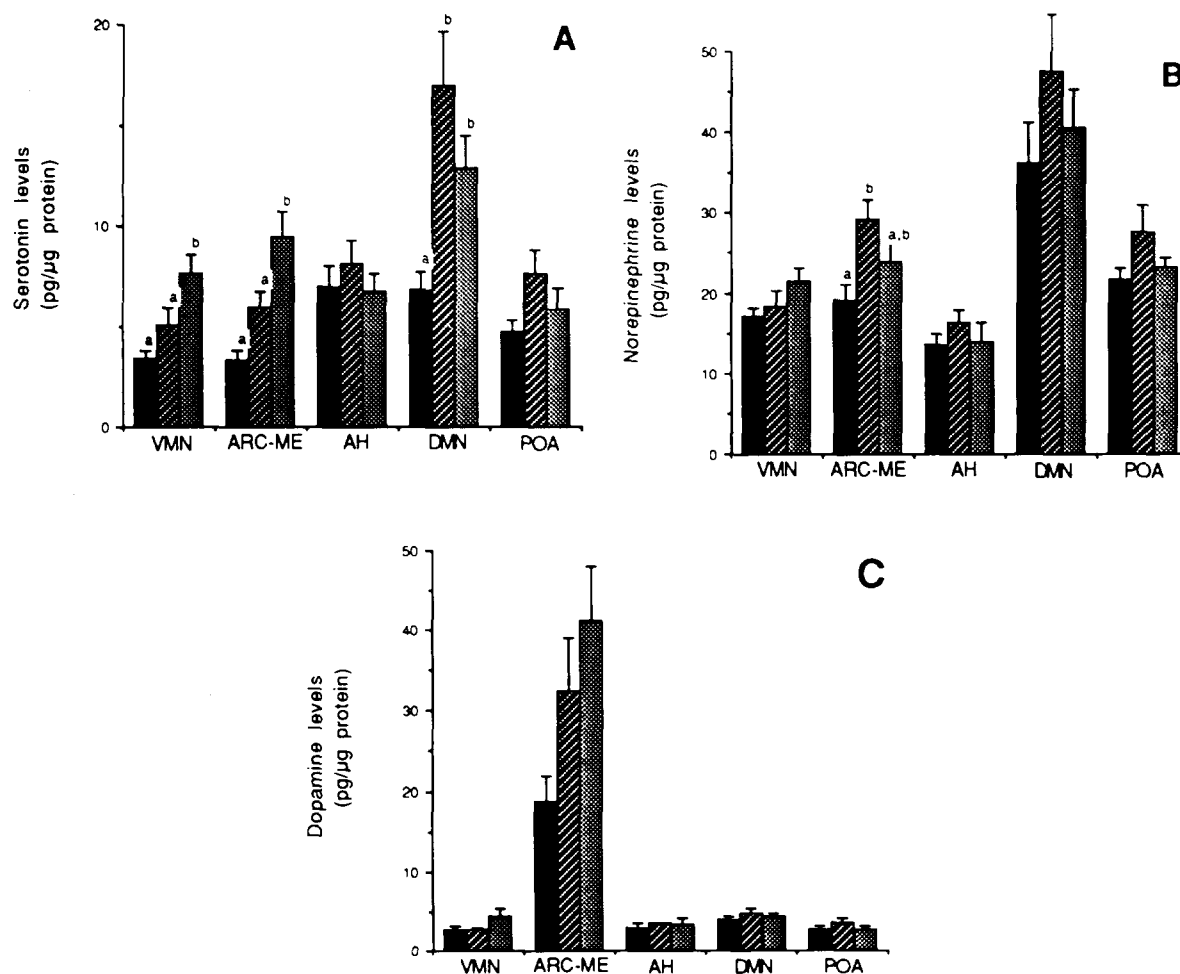 A
Serotonin levels
(pg/µg protein)
20
10
0
a
a
b
a
a
b
a
b
b
VMN
ARC-ME
AH
DMN
POA
B
Norepinephrine levels
(pg/µg protein)
50
40
30
20
10
0
a
b
a,b
VMN
ARC-ME
AH
DMN
POA
C
Dopamine levels
(pg/µg protein)
50
40
30
20
10
0
VMN
ARC-ME
AH
DMN
POA